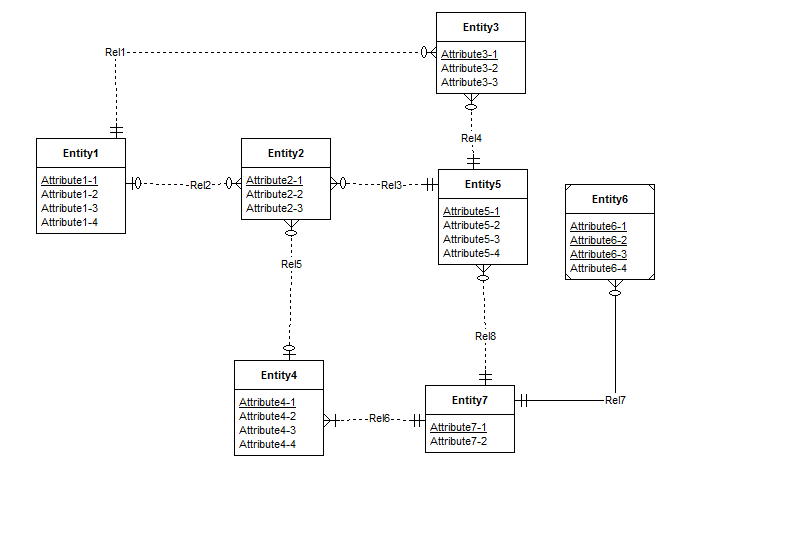 Entity3
Attribute3-1
Attribute3-2
Attribute3-3
Rel1
Rel4
Entity1
Attribute1-1
Attribute1-2
Attribute1-3
Attribute1-4
Rel2
Entity2
Attribute2-1
Attribute2-2
Attribute2-3
Rel3
Entity5
Attribute5-1
Attribute5-2
Attribute5-3
Attribute5-4
Entity6
Attribute6-1
Attribute6-2
Attribute6-3
Attribute6-4
Rel5
Rel8
Entity4
Attribute4-1
Attribute4-2
Attribute4-3
Attribute4-4
Rel6
Entity7
Attribute7-1
Attribute7-2
Rel7